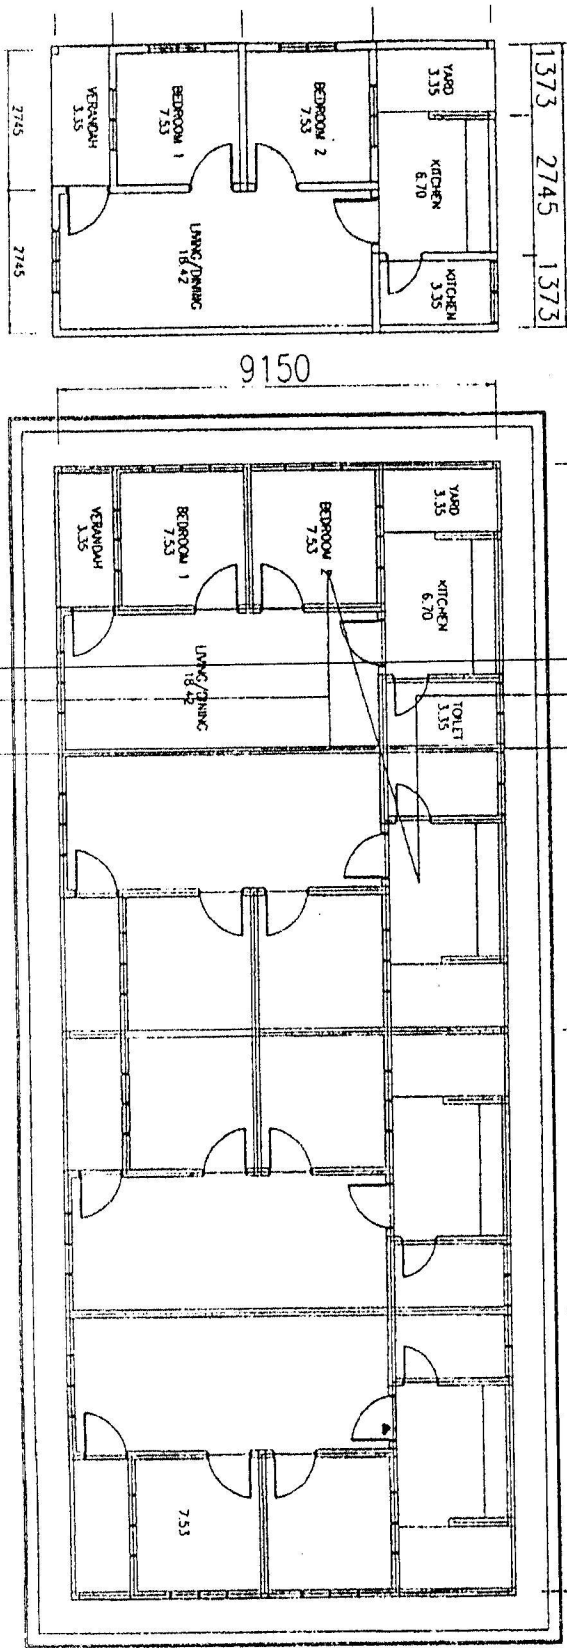 1373 2745 1373
2745
2745
VERANDAH
3.35
BEDROOM 1
7.53
BEDROOM 2
7.53
YARD
3.35
KITCHEN
6.70
KITCHEN
3.35
LIVING/DINING
18.42
9150
VERANDAH
3.35
BEDROOM 1
7.53
BEDROOM 2
7.53
YARD
3.35
KITCHEN
6.70
TOILET
3.35
LIVING/DINING
18.42
7.53